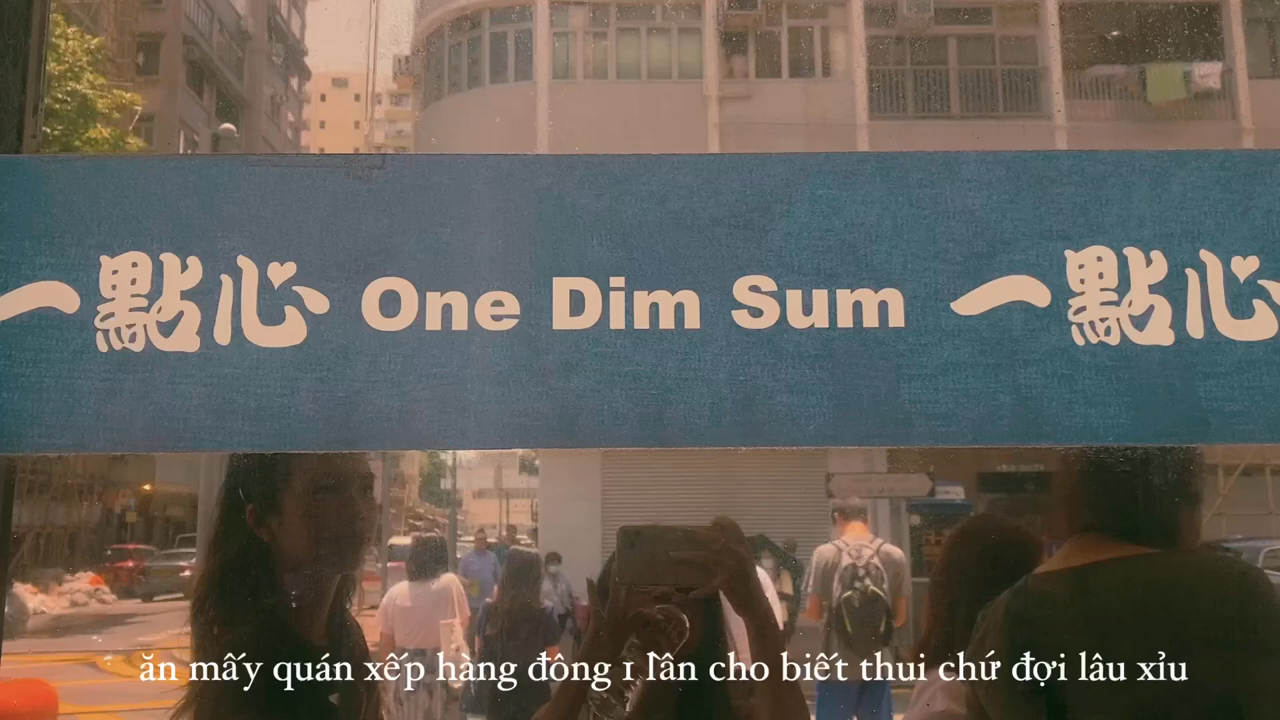 一點心 One Dim Sum 一點心
ăn mấy quán xếp hàng đông 1 lần cho biết thui chứ đợi lâu xỉu